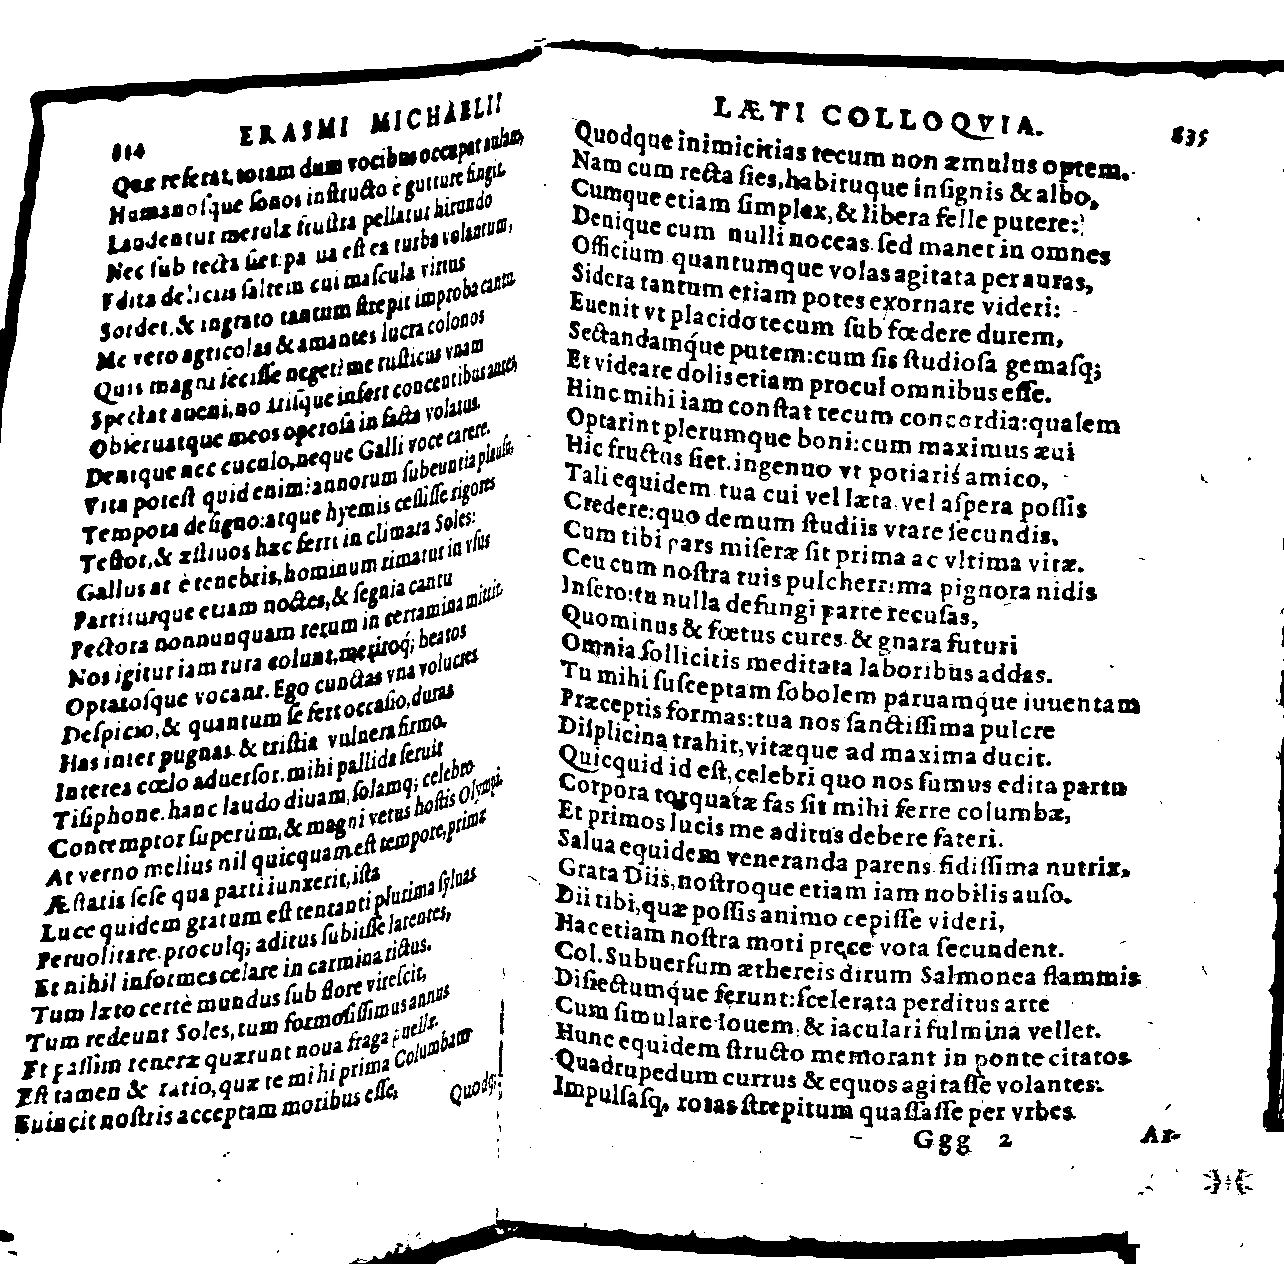 814 ERASMI MICHAELII
Quæ referat, totam dum vocibus occupat aulam,
Humanosque sonos instructo è gutture fingit.
Laudentur merulæ frustra pellatur hirundo
Nec sub tecta siet: pa ua est ea turba volantum,
Edita deliciis saltem cui mascula virtus
Sordet, & ingrato tantum strepit improba cantu.
Me vero agricolas & amantes lucra colonos
Quis magni fecisse neget? me rusticus vnam
Spectat aueni, no trisque infert concentibus antes,
Obseruatque meos operosa in facta volatus.
Denique nec cuculo, neque Galli voce carere.
Vita potest quid enim: annorum subeuntia plausu,
Tempora designo: atque hyemis cessisse rigores
Testor, & æstiuos hæc ferri in climata Soles:
Gallus at è tenebris, hominum rimatur in vsus
Partiturque etiam noctes, & segnia cantu
Pectora nonnunquam rerum in certamina mittit.
Nos igitur iam rura colunt, meritoq; beatos
Optatosque vocant. Ego cunctas vna volucres
Despicio, & quantum se fert occasio, duras
Has inter pugnas & tristia vulnera firmo.
Interea cœlo aduersor. mihi pallida seruit
Tisiphone. hanc laudo diuam, solamq; celebro
Contemptor superûm, & magni vetus hostis Olympi.
At verno melius nil quicquam est tempore, prima
Æstatis sese qua parti iunxerit, ista
Luce quidem gratum est tentanti plurima syluas
Peruolitare. proculq; aditus subiisse latentes,
Et nihil informes celare in carmina rictus.
Tum læto certè mundus sub flore virescit,
Tum redeunt Soles, tum formosissimus annus
Et passim teneræ quærunt noua fraga puellæ.
Est tamen & ratio, quæ te mihi prima Columbam
Euincit nostris acceptam moribus esse,
Quodq;
LÆTI COLLOQVIA. 835
Quodque inimicitias tecum non æmulus optem.
Nam cum recta sies, habituque insignis & albo,
Cumque etiam simplex, & libera felle putere:
Denique cum nulli noceas sed manet in omnes
Officium quantumque volas agitata per auras,
Sidera tantum etiam potes exornare videri:
Euenit vt placido tecum sub fœdere durem,
Sectandamque putem: cum sis studiosa gemasq;
Et videare dolis etiam procul omnibus esse.
Hinc mihi iam constat tecum concordia: qualem
Optarint plerumque boni: cum maximus æui
Hic fructus siet. ingenuo vt potiaris amico,
Tali equidem tua cui vel læta vel aspera possis
Credere: quo demum studiis vtare secundis.
Cum tibi pars miseræ sit prima ac vltima vitæ.
Ceu cum nostra tuis pulcherrima pignora nidis
Insero: tu nulla defungi parte recusas,
Quominus & fœtus cures & gnara futuri
Omnia sollicitis meditata laboribus addas.
Tu mihi susceptam sobolem paruamque iuuentam
Præceptis formas: tua nos sanctissima pulcre
Displicina trahit, vitæque ad maxima ducit.
Quicquid id est, celebri quo nos sumus edita partu
Corpora torquatæ fas sit mihi ferre columbæ,
Et primos lucis me aditus debere fateri.
Salua equidem veneranda parens fidissima nutrix,
Grata Diis, nostroque etiam iam nobilis auso.
Dii tibi, quæ possis animo cepisse videri,
Hac etiam nostra moti pręce vota secundent.
Col. Subuersum æthereis dirum Salmonea flammis
Disiectumque ferunt: scelerata perditus arte
Cum simulare Iouem, & iaculari fulmina vellet.
Hunc equidem structo memorant in ponte citatos
Quadrupedum currus & equos agitasse volantes:
Impulsasq, rotas strepitum quassasse per vrbes
Ggg 2 Ar-